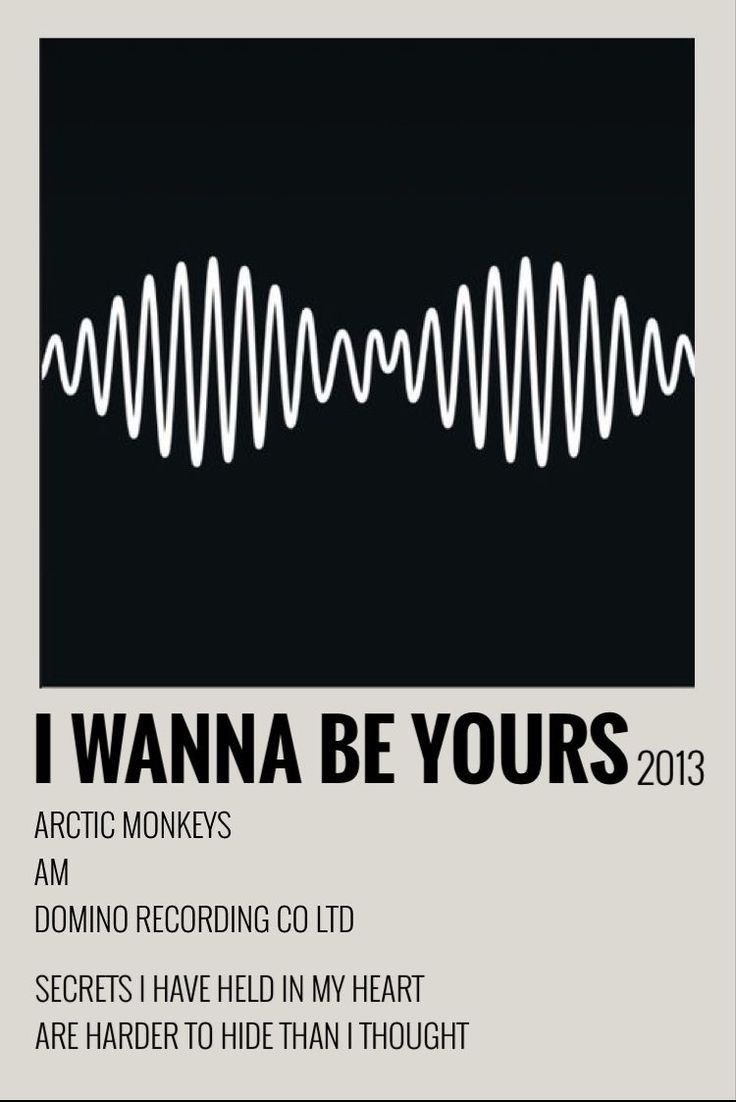 I WANNA BE YOURS 2013
ARCTIC MONKEYS
AM
DOMINO RECORDING CO LTD
SECRETS I HAVE HELD IN MY HEART
ARE HARDER TO HIDE THAN I THOUGHT